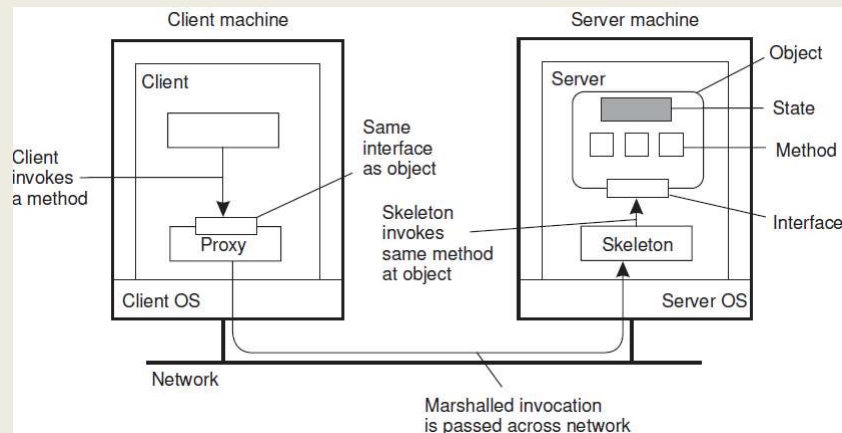 Client machine
Server machine
Object
Client
Server
State
Same
interface
as object
Client
invokes
a method
Method
Skeleton
invokes
same method
at object
Interface
Proxy
Skeleton
Client OS
Server OS
Network
Marshalled invocation
is passed across network